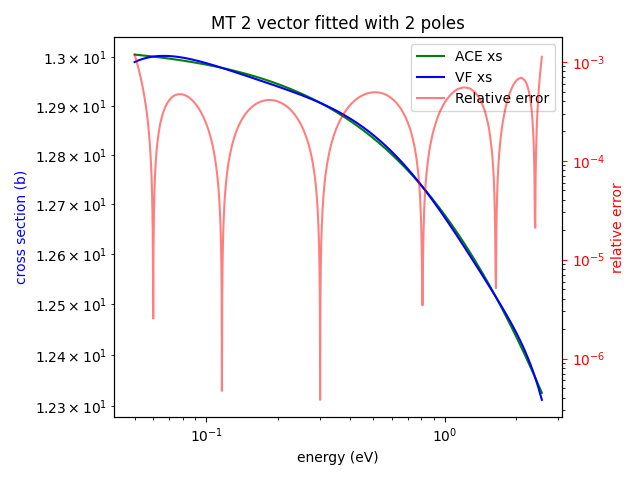 MT 2 vector fitted with 2 poles
ACE xs
VF xs
Relative error
1.3 × 10¹
1.29 × 10¹
1.28 × 10¹
1.27 × 10¹
1.26 × 10¹
1.25 × 10¹
1.24 × 10¹
1.23 × 10¹
cross section (b)
10⁻³
10⁻⁴
10⁻⁵
10⁻⁶
relative error
10⁻¹
10⁰
energy (eV)